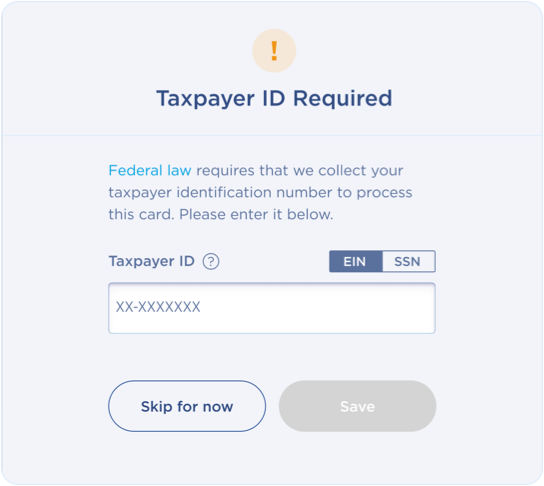 !
Taxpayer ID Required
Federal law requires that we collect your
taxpayer identification number to process
this card. Please enter it below.
Taxpayer ID ?
EIN SSN
XX-XXXXXXX
Skip for now Save